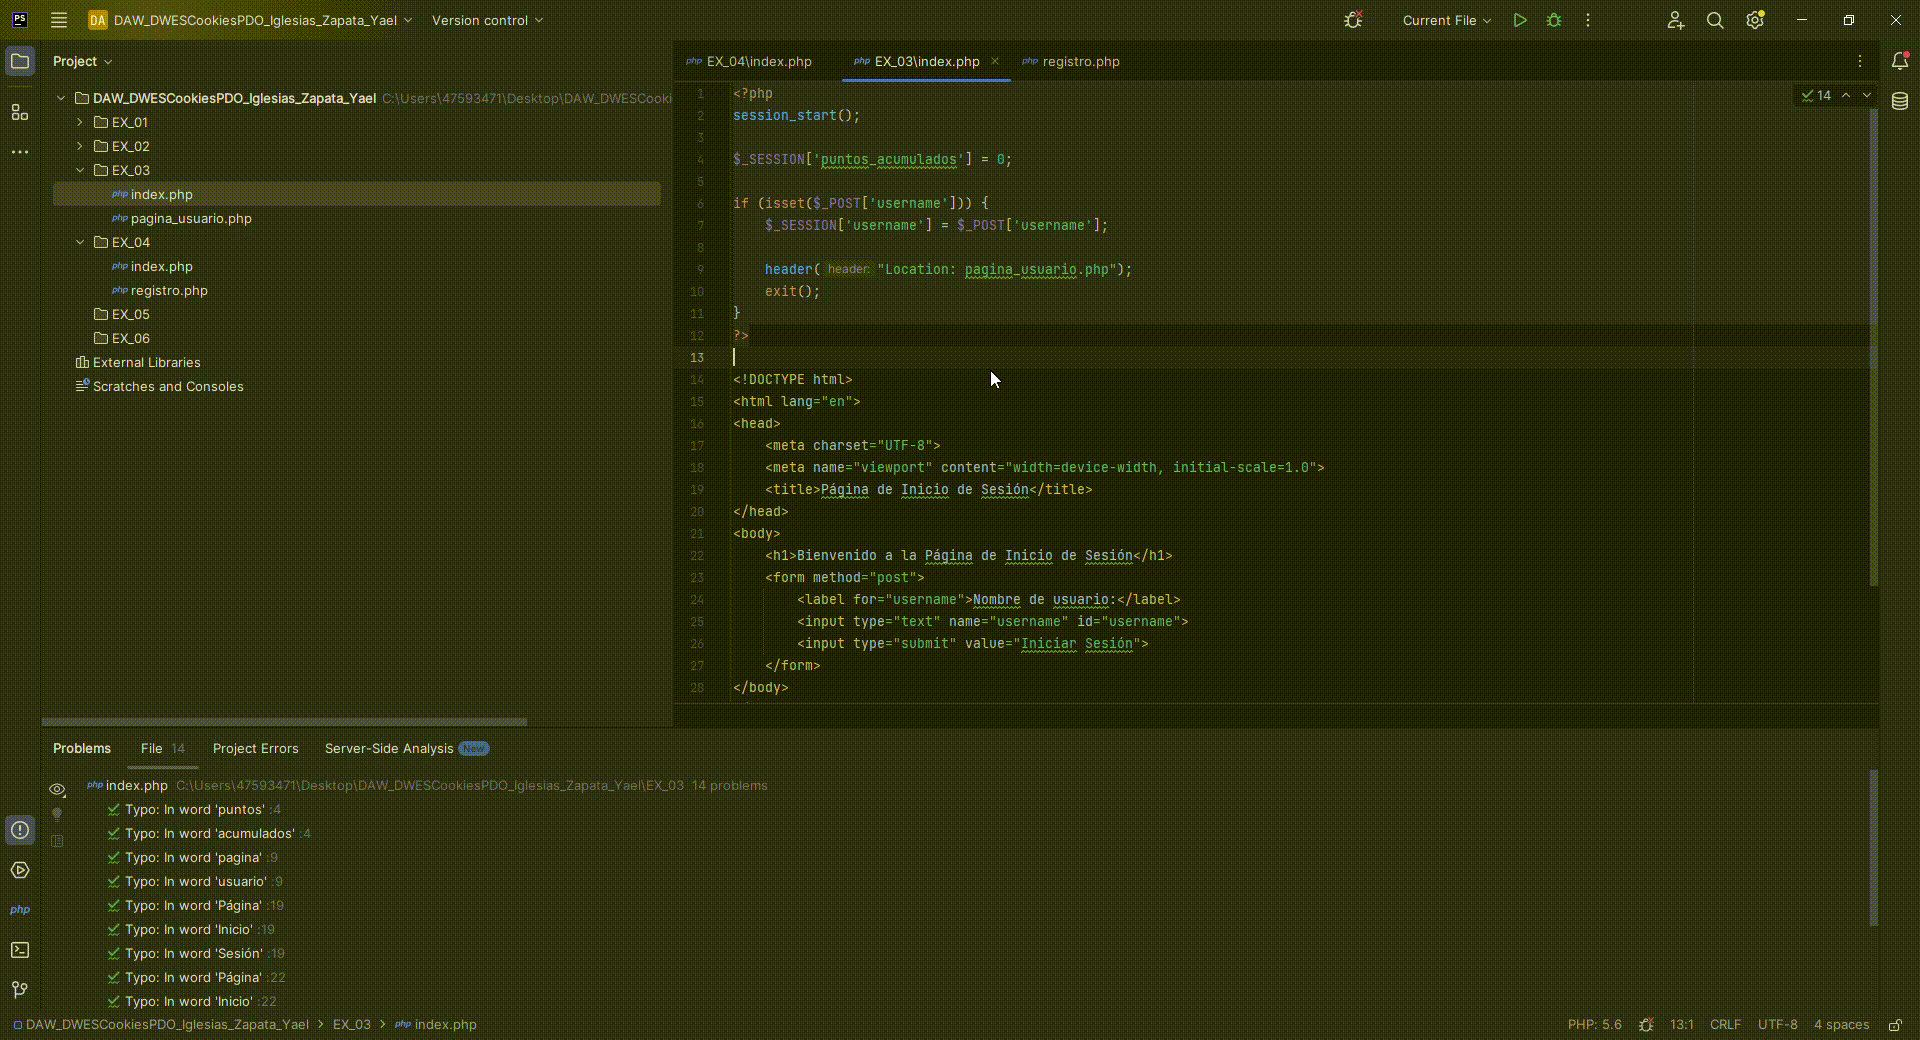 PS DA DAW_DWESCookiesPDO_Iglesias_Zapata_Yael Version control Current File
Project
DAW_DWESCookiesPDO_Iglesias_Zapata_Yael C:\Users\47593471\Desktop\DAW_DWESCooki
EX_01
EX_02
EX_03
php index.php
php pagina_usuario.php
EX_04
php index.php
php registro.php
EX_05
EX_06
External Libraries
Scratches and Consoles
php EX_04\index.php php EX_03\index.php php registro.php
14
1 <?php
2 session_start();
3
4 $_SESSION['puntos_acumulados'] = 0;
5
6 if (isset($_POST['username'])) {
7 $_SESSION['username'] = $_POST['username'];
8
9 header( header: "Location: pagina_usuario.php");
10 exit();
11 }
12 ?>
13
14 <!DOCTYPE html>
15 <html lang="en">
16 <head>
17 <meta charset="UTF-8">
18 <meta name="viewport" content="width=device-width, initial-scale=1.0">
19 <title>Página de Inicio de Sesión</title>
20 </head>
21 <body>
22 <h1>Bienvenido a la Página de Inicio de Sesión</h1>
23 <form method="post">
24 <label for="username">Nombre de usuario:</label>
25 <input type="text" name="username" id="username">
26 <input type="submit" value="Iniciar Sesión">
27 </form>
28 </body>
Problems File 14 Project Errors Server-Side Analysis New
php index.php C:\Users\47593471\Desktop\DAW_DWESCookiesPDO_Iglesias_Zapata_Yael\EX_03 14 problems
Typo: In word 'puntos' :4
Typo: In word 'acumulados' :4
Typo: In word 'pagina' :9
Typo: In word 'usuario' :9
Typo: In word 'Página' :19
Typo: In word 'Inicio' :19
Typo: In word 'Sesión' :19
Typo: In word 'Página' :22
Typo: In word 'Inicio' :22
php
DAW_DWESCookiesPDO_Iglesias_Zapata_Yael > EX_03 > php index.php
PHP: 5.6 13:1 CRLF UTF-8 4 spaces